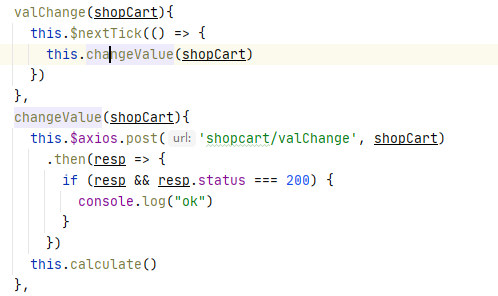 valChange(shopCart){
  this.$nextTick(() => {
    this.changeValue(shopCart)
  })
},
changeValue(shopCart){
  this.$axios.post( url: 'shopcart/valChange', shopCart)
    .then(resp => {
      if (resp && resp.status === 200) {
        console.log("ok")
      }
    })
  this.calculate()
},